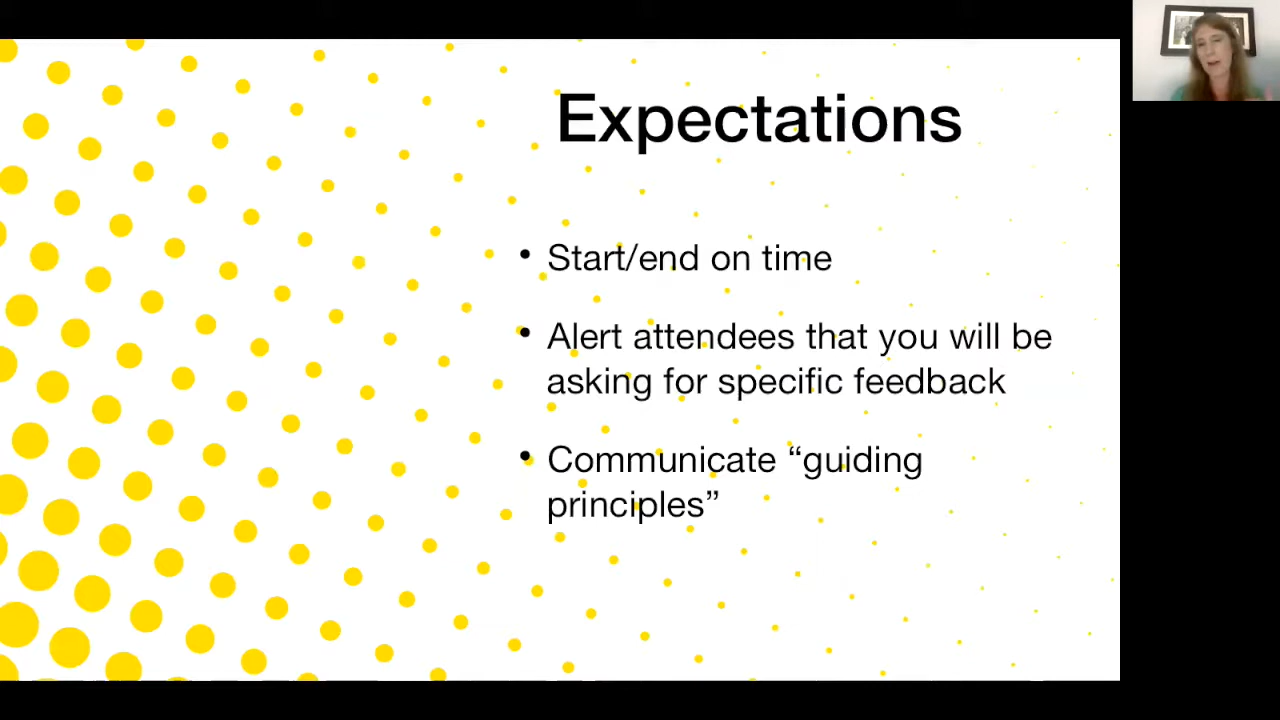 Expectations
• Start/end on time
• Alert attendees that you will be
asking for specific feedback
• Communicate “guiding
principles”